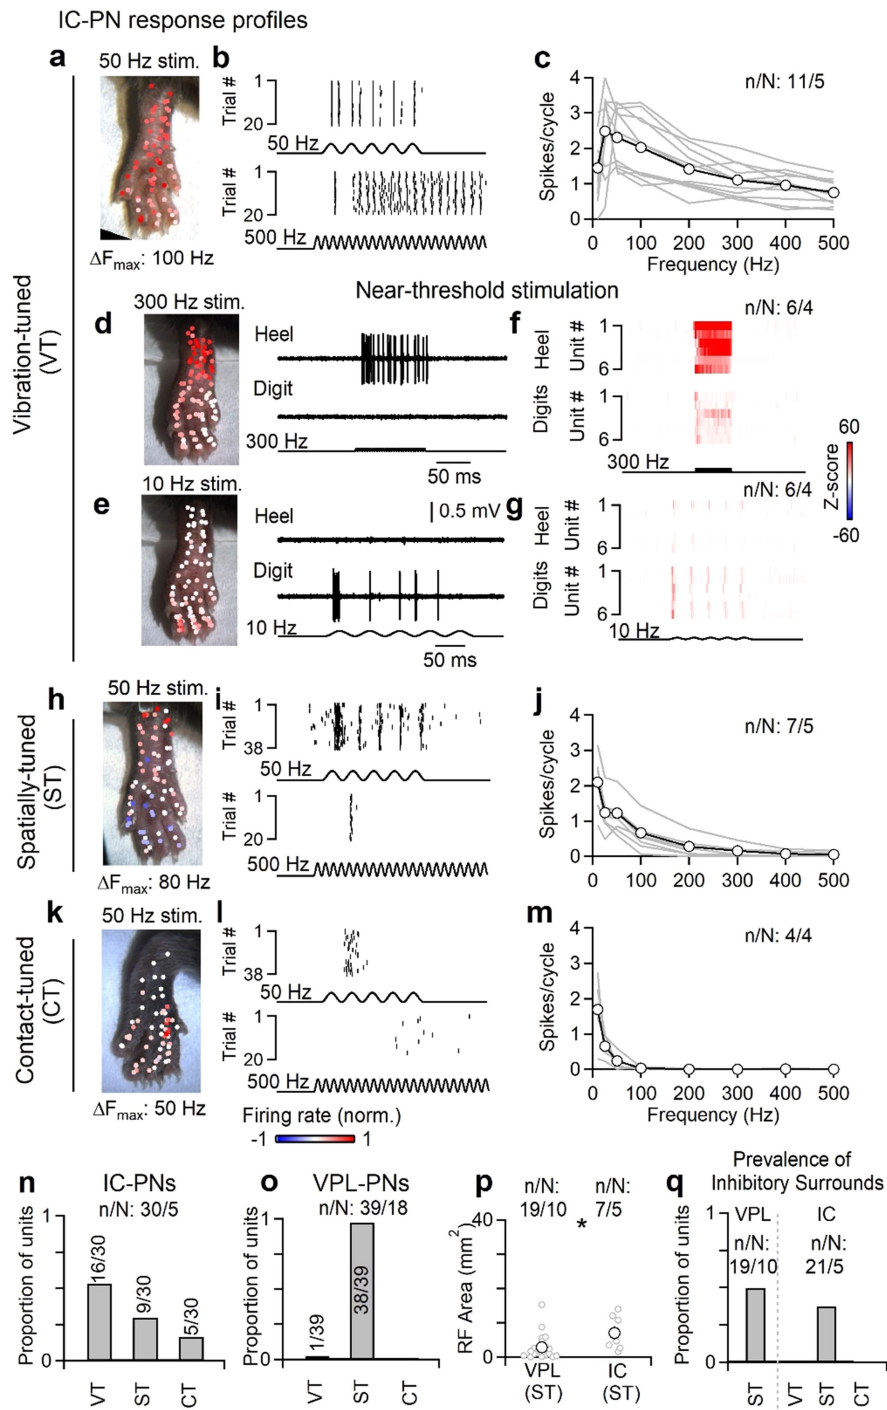 IC-PN response profiles
Vibration-tuned
(VT)
a
50 Hz stim.
ΔFmax: 100 Hz
b
Trial #
1
20
50 Hz
Trial #
1
20
500 Hz
c
n/N: 11/5
Spikes/cycle
4
3
2
1
0
0 100 200 300 400 500
Frequency (Hz)
Near-threshold stimulation
300 Hz stim.
d
Heel
Digit
300 Hz
50 ms
f
n/N: 6/4
Heel
Unit #
1
6
Digits
Unit #
1
6
300 Hz
60
Z-score
-60
10 Hz stim.
e
0.5 mV
Heel
Digit
10 Hz
50 ms
g
n/N: 6/4
Heel
Unit #
1
6
Digits
Unit #
1
6
10 Hz
Spatially-tuned
(ST)
h
50 Hz stim.
ΔFmax: 80 Hz
i
Trial #
1
38
50 Hz
Trial #
1
20
500 Hz
j
n/N: 7/5
Spikes/cycle
4
3
2
1
0
0 100 200 300 400 500
Contact-tuned
(CT)
k
50 Hz stim.
ΔFmax: 50 Hz
l
Trial #
1
38
50 Hz
Trial #
1
20
500 Hz
m
n/N: 4/4
Spikes/cycle
4
3
2
1
0
0 100 200 300 400 500
Frequency (Hz)
Firing rate (norm.)
-1 1
n
IC-PNs
n/N: 30/5
Proportion of units
1
0
16/30
9/30
5/30
VT ST CT
o
VPL-PNs
n/N: 39/18
Proportion of units
1
0
1/39
38/39
VT ST CT
p
n/N:
19/10
n/N:
7/5
*
RF Area (mm2)
40
0
VPL
(ST)
IC
(ST)
q
Prevalence of
Inhibitory Surrounds
VPL IC
n/N:
19/10
n/N:
21/5
Proportion of units
1
0
ST VT ST CT